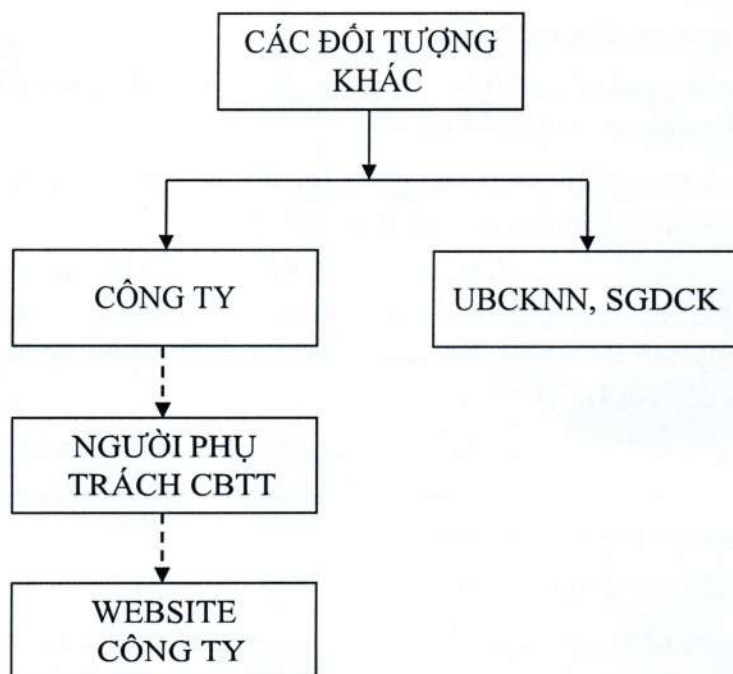 CÁC ĐỐI TƯỢNG
KHÁC
CÔNG TY
UBCKNN, SGDCK
NGƯỜI PHỤ
TRÁCH CBTT
WEBSITE
CÔNG TY